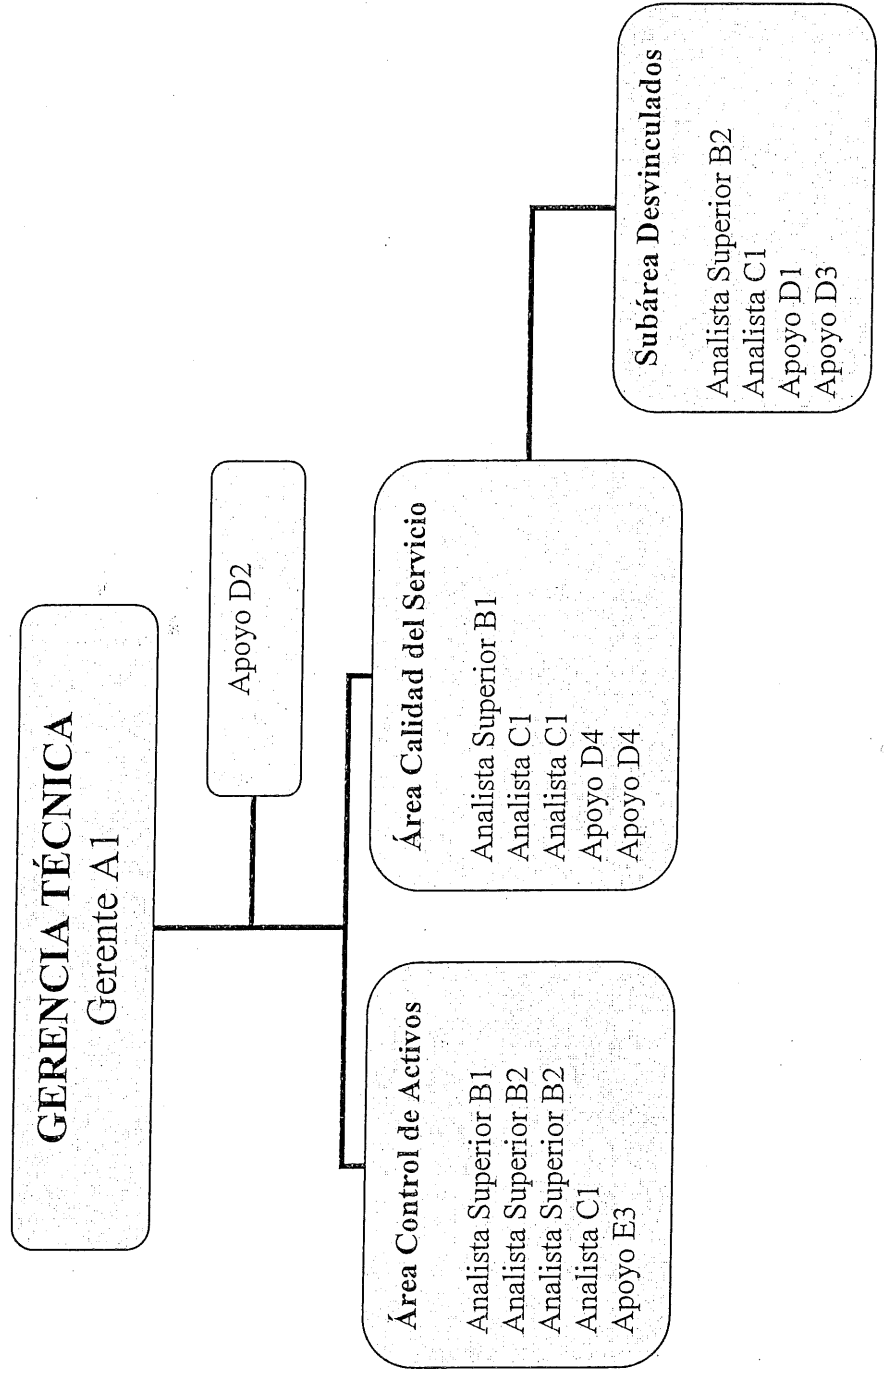 GERENCIA TÉCNICA
Gerente A1
Apoyo D2
Área Control de Activos
Analista Superior B1
Analista Superior B2
Analista Superior B2
Analista C1
Apoyo E3
Área Calidad del Servicio
Analista Superior B1
Analista C1
Analista C1
Apoyo D4
Apoyo D4
Subárea Desvinculados
Analista Superior B2
Analista C1
Apoyo D1
Apoyo D3